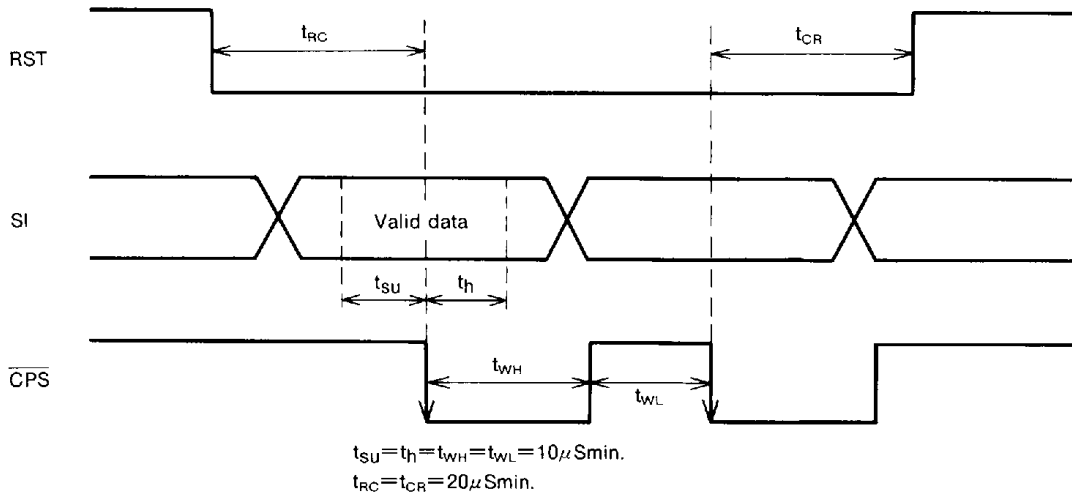 t_RC
t_CR
RST
SI
Valid data
t_SU
t_h
CPS
t_WH
t_WL
t_SU=t_h=t_WH=t_WL=10μSmin.
t_RC=t_CR=20μSmin.